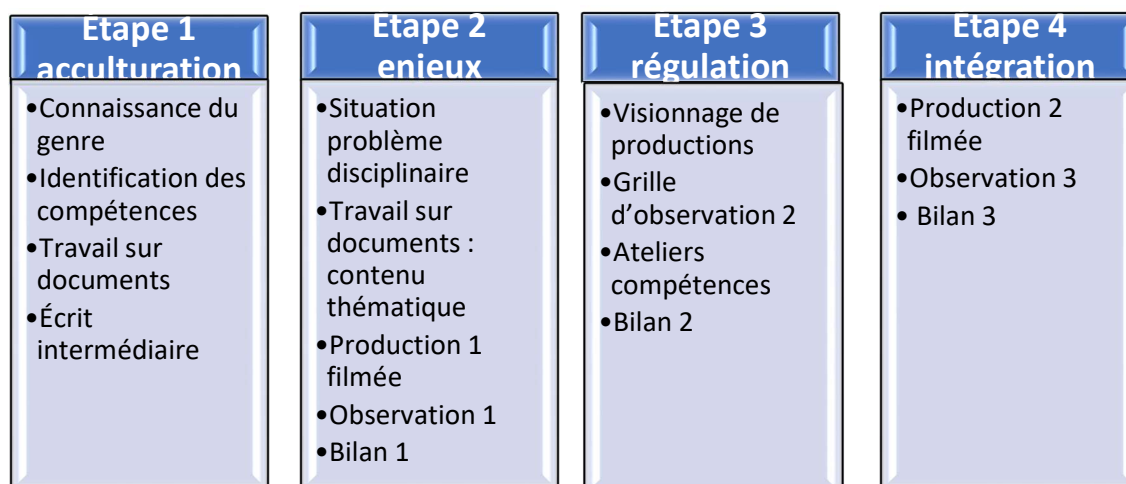 Etape 1
acculturation
•Connaissance du
genre
•Identification des
compétences
•Travail sur
documents
•Écrit
intermédiaire
Etape 2
enjeux
•Situation
problème
disciplinaire
•Travail sur
documents :
contenu
thématique
•Production 1
filmée
•Observation 1
•Bilan 1
Etape 3
régulation
•Visionnage de
productions
•Grille
d’observation 2
•Ateliers
compétences
•Bilan 2
Etape 4
intégration
•Production 2
filmée
•Observation 3
• Bilan 3